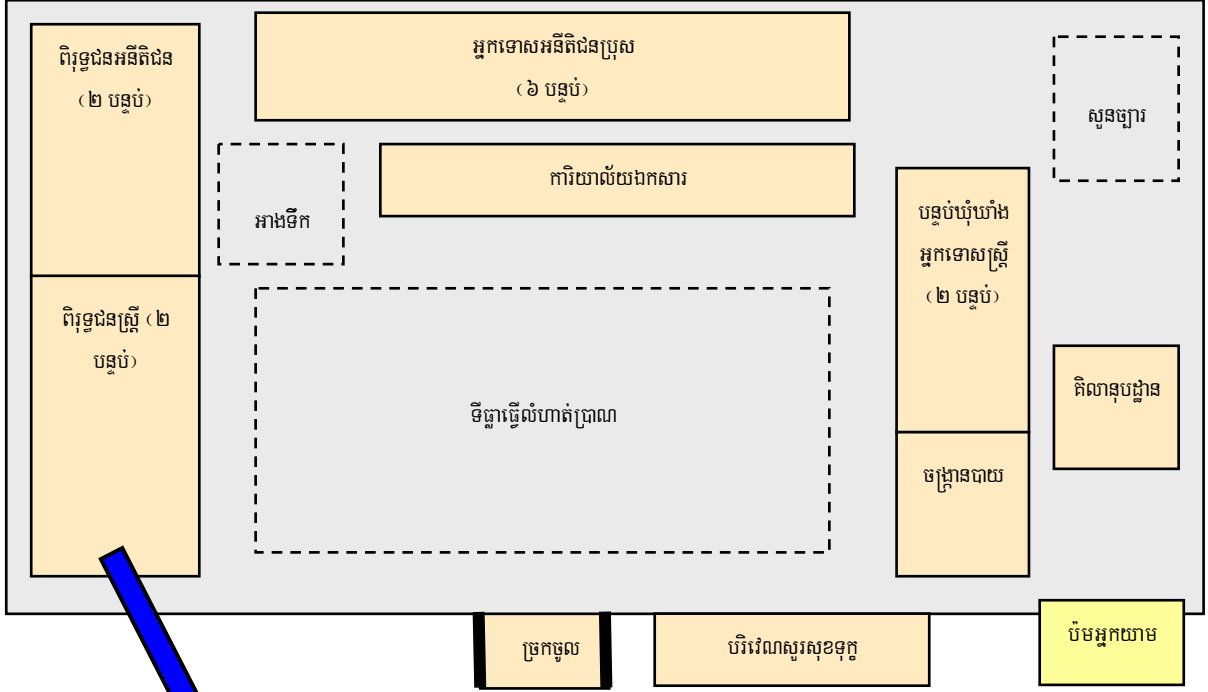 ពិរុទ្ធជនអនីតិជន
(២ បន្ទប់)
អ្នកទោសអនីតិជនប្រុស
(៦ បន្ទប់)
សួនច្បារ
ការិយាល័យឯកសារ
អាងទឹក
បន្ទប់ឃុំឃាំង
អ្នកទោសស្ត្រី
(២ បន្ទប់)
ពិរុទ្ធជនស្ត្រី (២
បន្ទប់)
ទីធ្លាធ្វើលំហាត់ប្រាណ
គិលានុបដ្ឋាន
ចង្ក្រានបាយ
ច្រកចូល
បរិវេណសួរសុខទុក្ខ
ប៉មអ្នកយាម